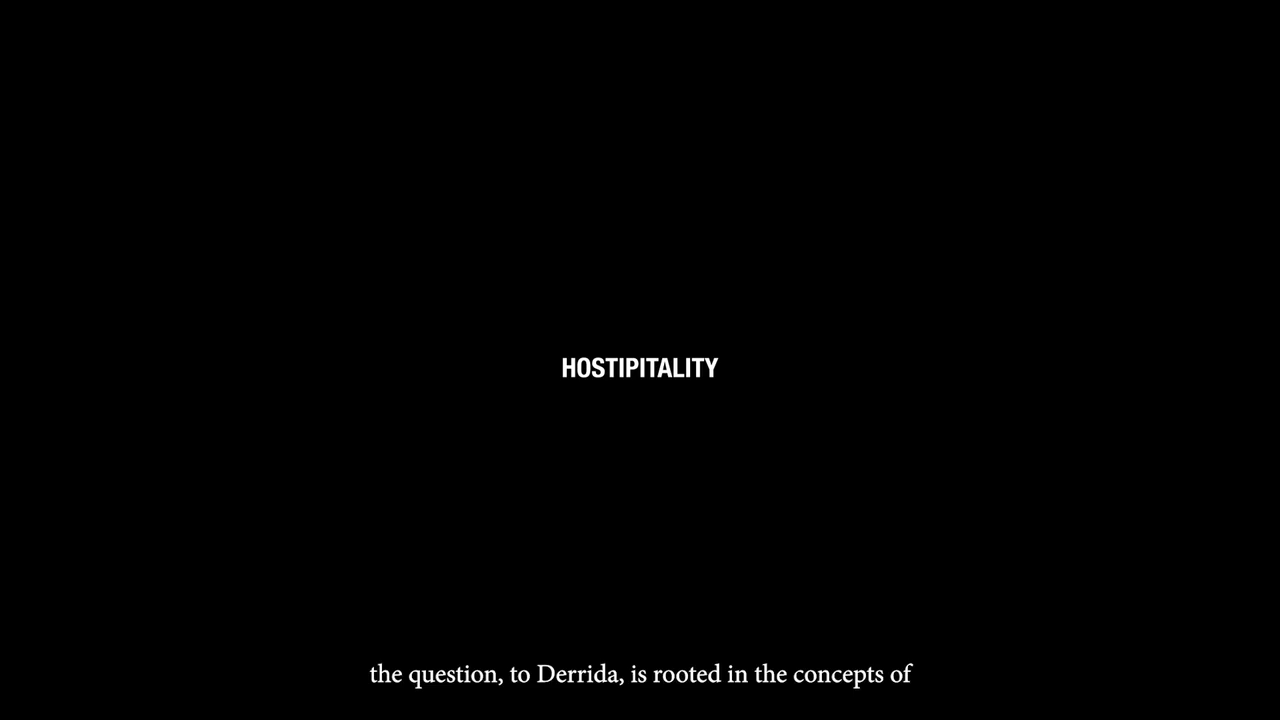 HOSTIPITALITY
the question, to Derrida, is rooted in the concepts of